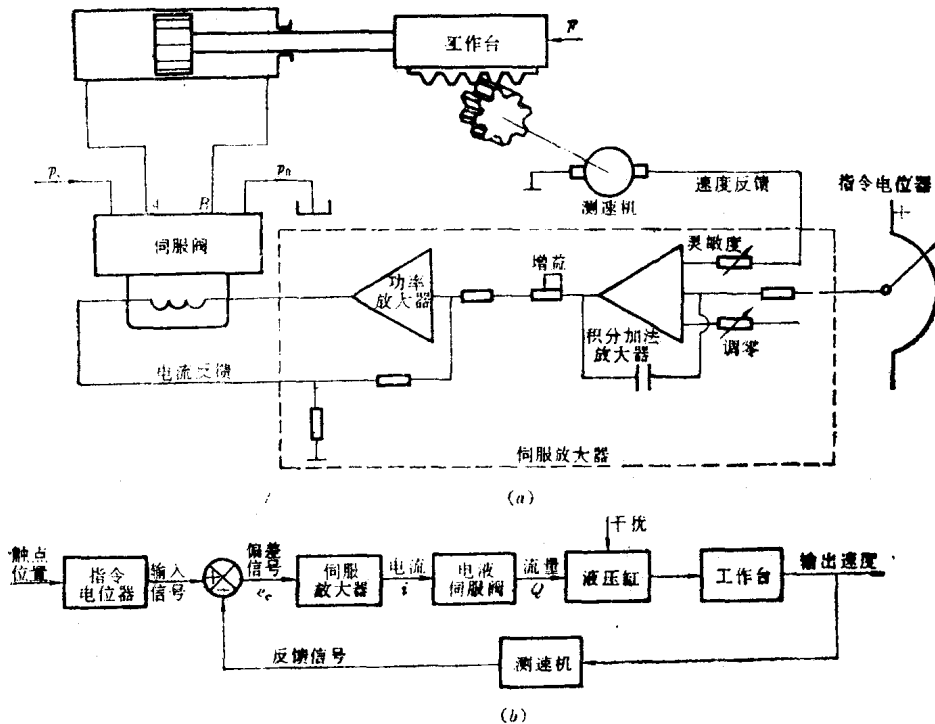 工作台
F
速度反馈
测速机
指令电位器
+
p_s
A
B
p_0
伺服阀
灵敏度
增益
功率
放大器
积分加法
放大器
调零
电流反馈
伺服放大器
(a)
干扰
触点
位置
指令
电位器
输入
信号
+
-
偏差
信号
e_e
伺服
放大器
电流
i
电液
伺服阀
流量
Q
液压缸
工作台
输出速度
反馈信号
测速机
(b)